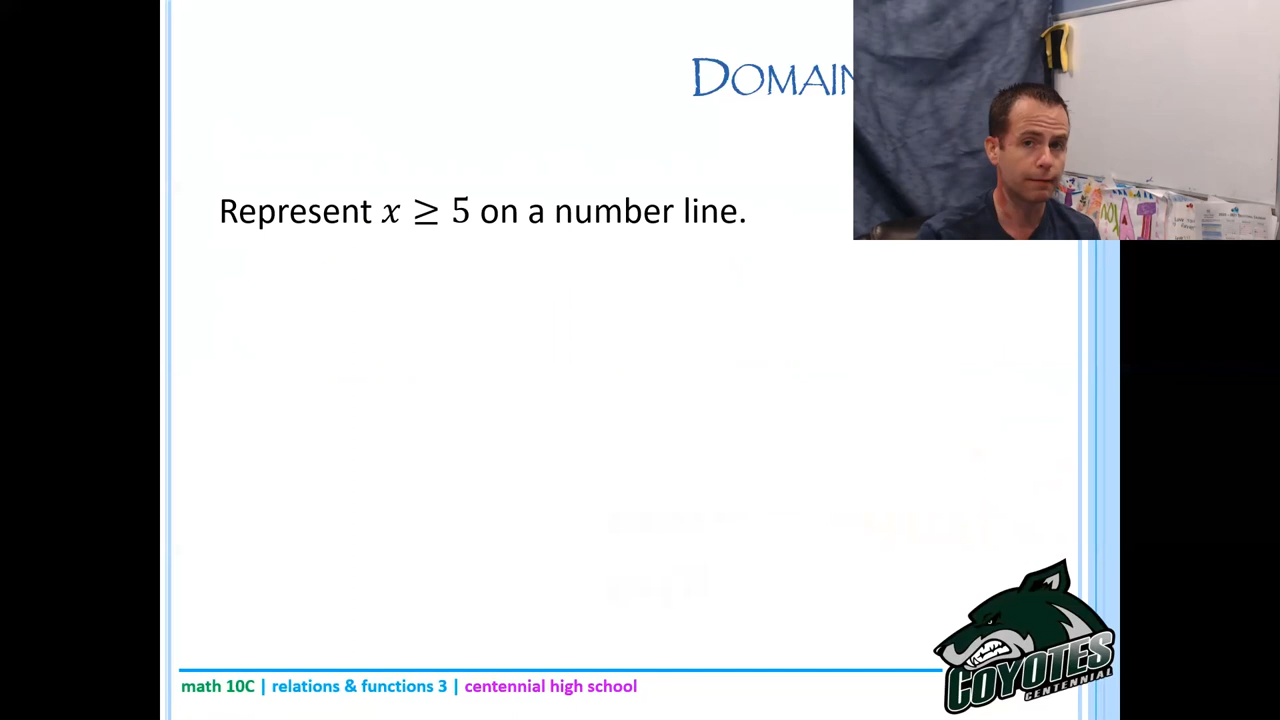 DOMAIN
Represent x ≥ 5 on a number line.
math 10C | relations & functions 3 | centennial high school
COYOTES
CENTENNIAL